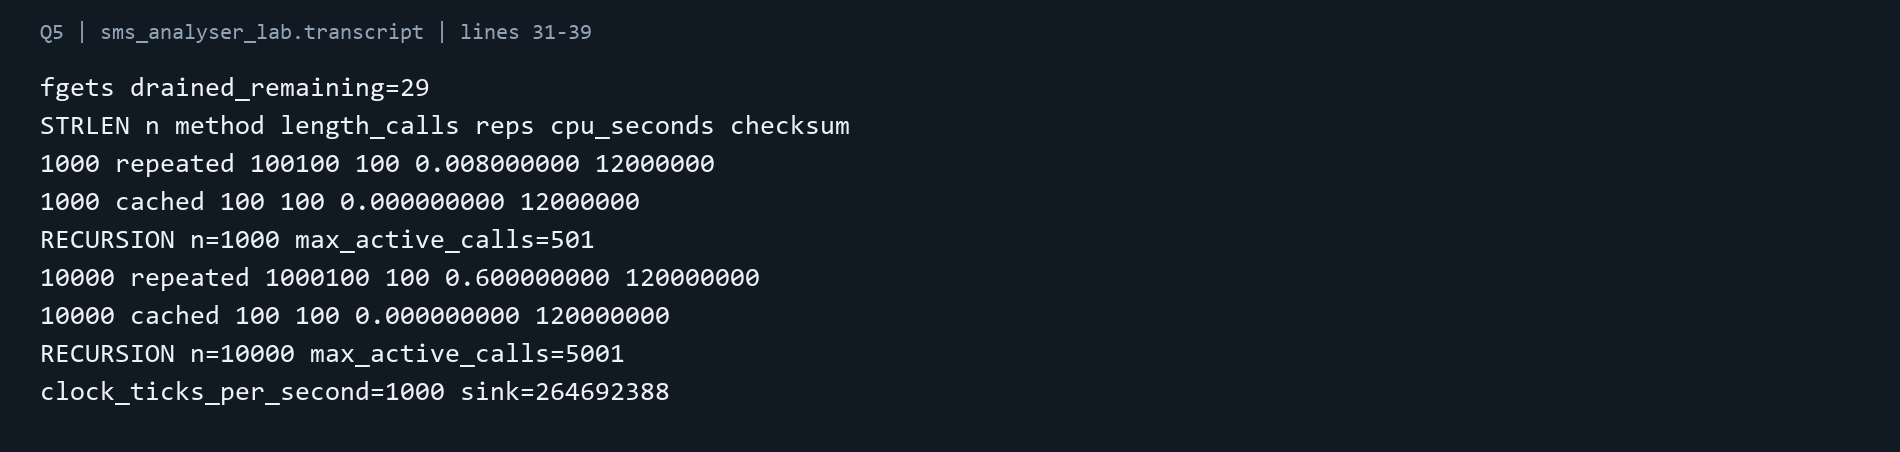 Q5 | sms_analyser_lab.transcript | lines 31-39
fgets drained_remaining=29
STRLEN n method length_calls reps cpu_seconds checksum
1000 repeated 100100 100 0.008000000 12000000
1000 cached 100 100 0.000000000 12000000
RECURSION n=1000 max_active_calls=501
10000 repeated 1000100 100 0.600000000 120000000
10000 cached 100 100 0.000000000 120000000
RECURSION n=10000 max_active_calls=5001
clock_ticks_per_second=1000 sink=264692388